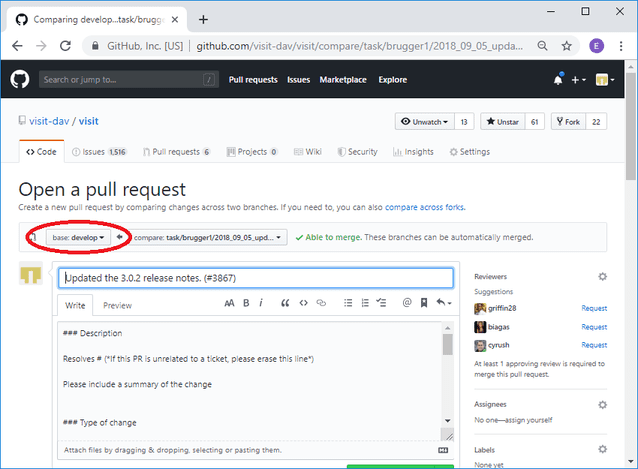 Comparing develop...task/brugger
GitHub, Inc. [US] github.com/visit-dav/visit/compare/task/brugger1/2018_09_05_upda...
E
Search or jump to... / Pull requests Issues Marketplace Explore
visit-dav / visit
Unwatch 13 Unstar 61 Fork 22
Code Issues 1,516 Pull requests 6 Projects 0 Wiki Security Insights Settings
Open a pull request
Create a new pull request by comparing changes across two branches. If you need to, you can also compare across forks.
base: develop compare: task/brugger1/2018_09_05_upd... Able to merge. These branches can be automatically merged.
Updated the 3.0.2 release notes. (#3867)
Write Preview
AA B i
### Description
Resolves # (*If this PR is unrelated to a ticket, please erase this line*)
Please include a summary of the change
### Type of change
Attach files by dragging & dropping, selecting or pasting them.
Reviewers
Suggestions
griffin28 Request
biagas Request
cyrush Request
At least 1 approving review is required to
merge this pull request.
Assignees
No one—assign yourself
Labels
None yet